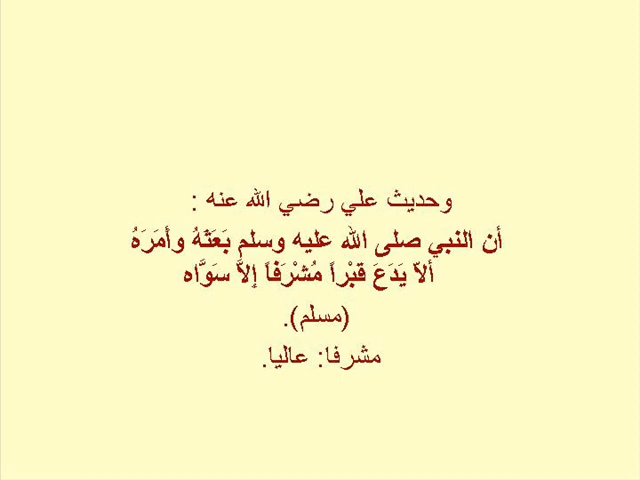 وحديث علي رضي الله عنه :
أن النبي صلى الله عليه وسلم بَعَثَهُ وأَمَرَهُ
ألاّ يَدَعَ قبْراً مُشْرَفاً إلاَّ سَوَّاه
(مسلم).
مشرفا: عاليا.